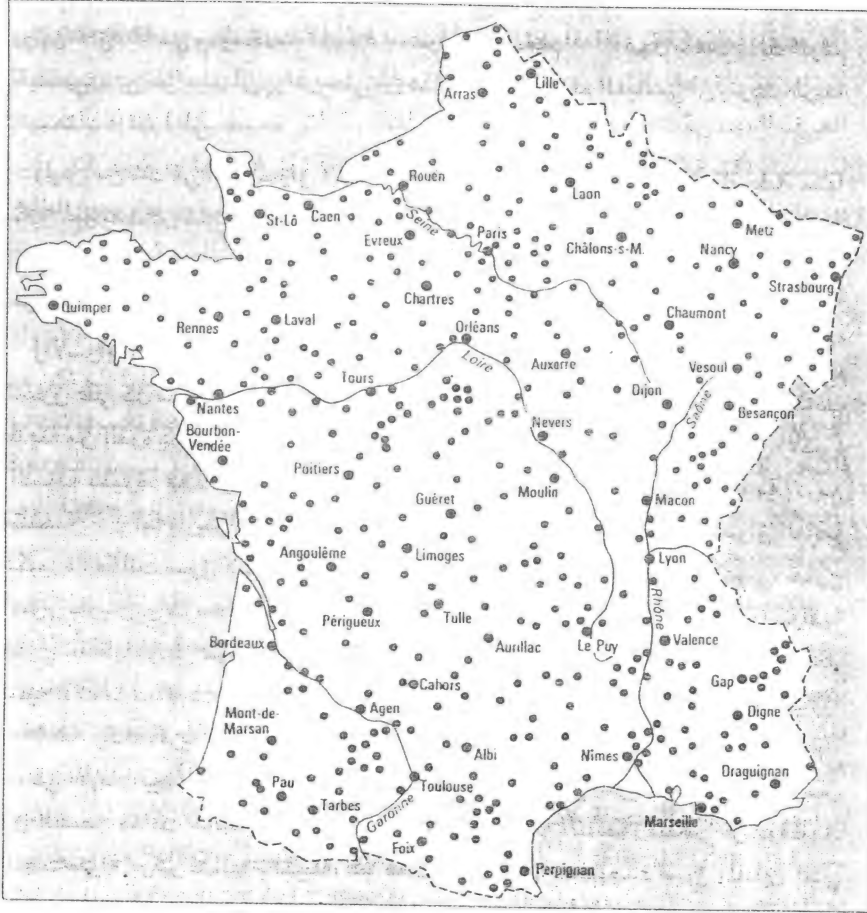 Lille
Arras
Rouen
Laon
St-Lô
Caen
Seine
Metz
Evreux
Paris
Châlons-s-M.
Nancy
Strasbourg
Quimper
Chartres
Rennes
Laval
Chaumont
Orléans
Auxerre
Loire
Vesoul
Tours
Dijon
Saône
Besançon
Nantes
Bourbon-
Vendée
Nevers
Poitiers
Moulin
Guéret
Macon
Angoulême
Limoges
Lyon
Rhône
Périgueux
Tulle
Bordeaux
Aurillac
Le Puy
Valence
Cahors
Gap
Agen
Digne
Mont-de-
Marsan
Albi
Nîmes
Pau
Toulouse
Draguignan
Tarbes
Garonne
Marseille
Foix
Perpignan